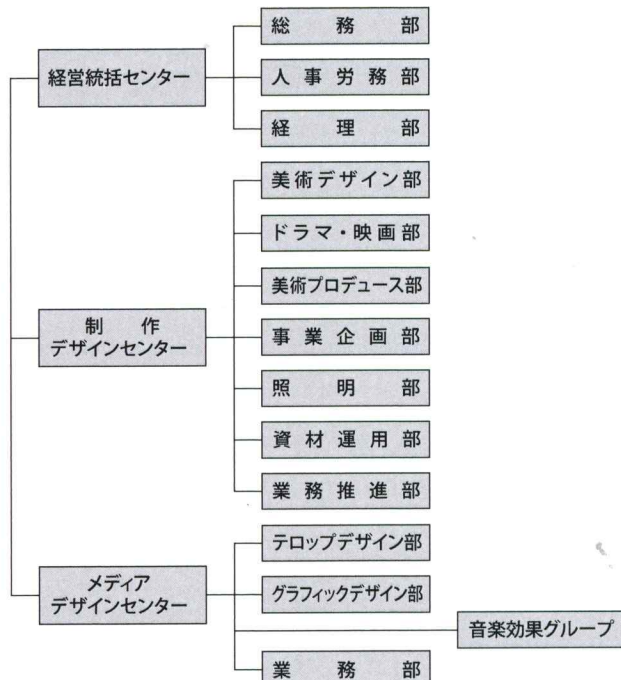 経営統括センター
総務部
人事労務部
経理部
制作
デザインセンター
美術デザイン部
ドラマ・映画部
美術プロデュース部
事業企画部
照明部
資材運用部
業務推進部
メディア
デザインセンター
テロップデザイン部
グラフィックデザイン部
音楽効果グループ
業務部